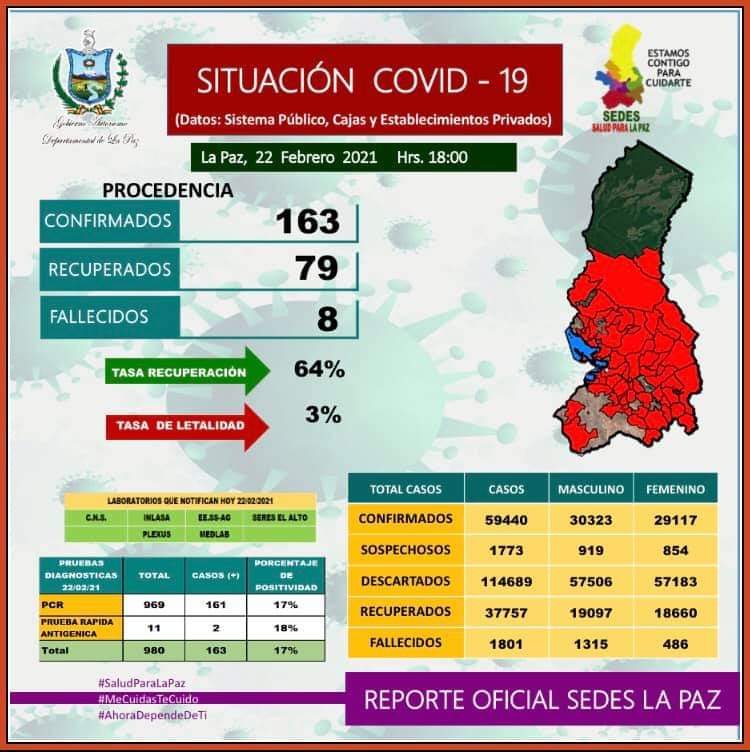 Gobierno Autonomo
Departamental de La Paz
SITUACIÓN COVID - 19
(Datos: Sistema Público, Cajas y Establecimientos Privados)
ESTAMOS
CONTIGO
PARA
CUIDARTE
SEDES
SALUD PARA LA PAZ
La Paz, 22 Febrero 2021 Hrs. 18:00
PROCEDENCIA
CONFIRMADOS 163
RECUPERADOS 79
FALLECIDOS 8
TASA RECUPERACIÓN 64%
TASA DE LETALIDAD 3%
LABORATORIOS QUE NOTIFICAN HOY 22/02/2021
C.N.S. INLASA EE.SS-AG SERES EL ALTO
PLEXUS MEDLAB
PRUEBAS
DIAGNOSTICAS
22/02/21 TOTAL CASOS (+) PORCENTAJE
DE
POSITIVIDAD
PCR 969 161 17%
PRUEBA RAPIDA
ANTIGENICA 11 2 18%
Total 980 163 17%
TOTAL CASOS CASOS MASCULINO FEMENINO
CONFIRMADOS 59440 30323 29117
SOSPECHOSOS 1773 919 854
DESCARTADOS 114689 57506 57183
RECUPERADOS 37757 19097 18660
FALLECIDOS 1801 1315 486
#SaludParaLaPaz
#MeCuidasTeCuido
#AhoraDependeDeTi
REPORTE OFICIAL SEDES LA PAZ